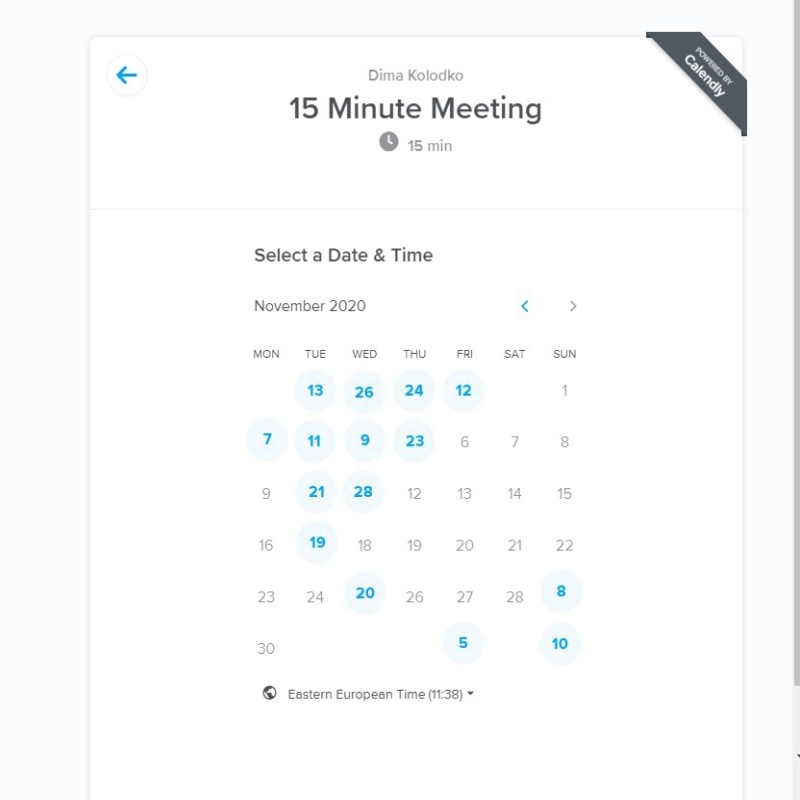 POWERED BY
Calendly
Dima Kolodko
15 Minute Meeting
15 min
Select a Date & Time
November 2020
MON TUE WED THU FRI SAT SUN
13 26 24 12 1
7 11 9 23 6 7 8
9 21 28 12 13 14 15
16 19 18 19 20 21 22
23 24 20 26 27 28 8
30 5 10
Eastern European Time (11:38)